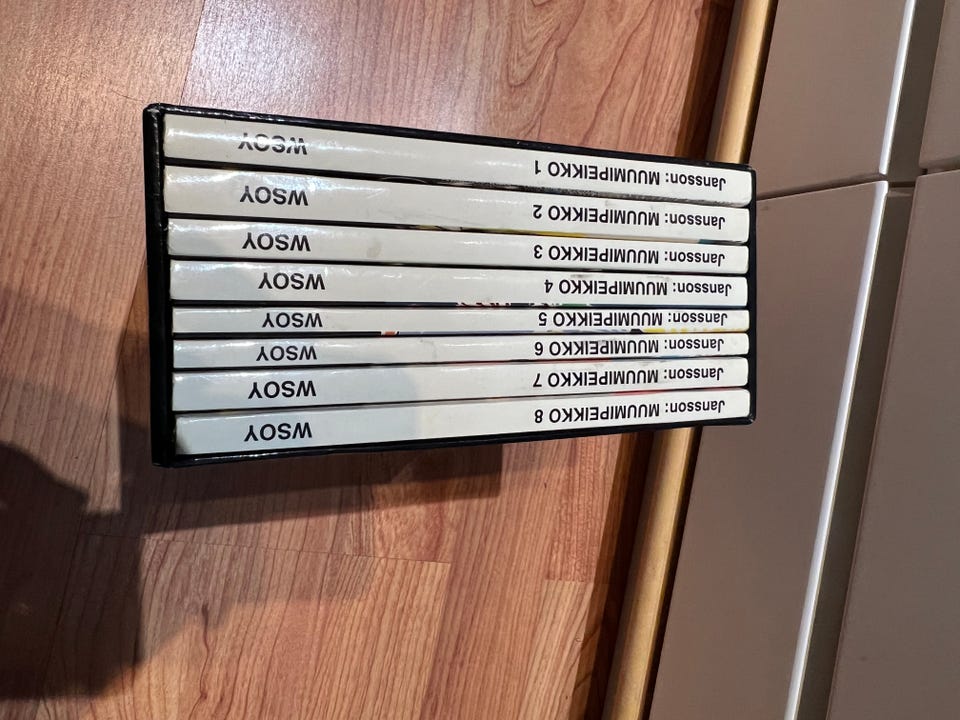 Jansson: MUUMIPEIKKO 1 WSOY
Jansson: MUUMIPEIKKO 2 WSOY
Jansson: MUUMIPEIKKO 3 WSOY
Jansson: MUUMIPEIKKO 4 WSOY
Jansson: MUUMIPEIKKO 5 WSOY
Jansson: MUUMIPEIKKO 6 WSOY
Jansson: MUUMIPEIKKO 7 WSOY
Jansson: MUUMIPEIKKO 8 WSOY